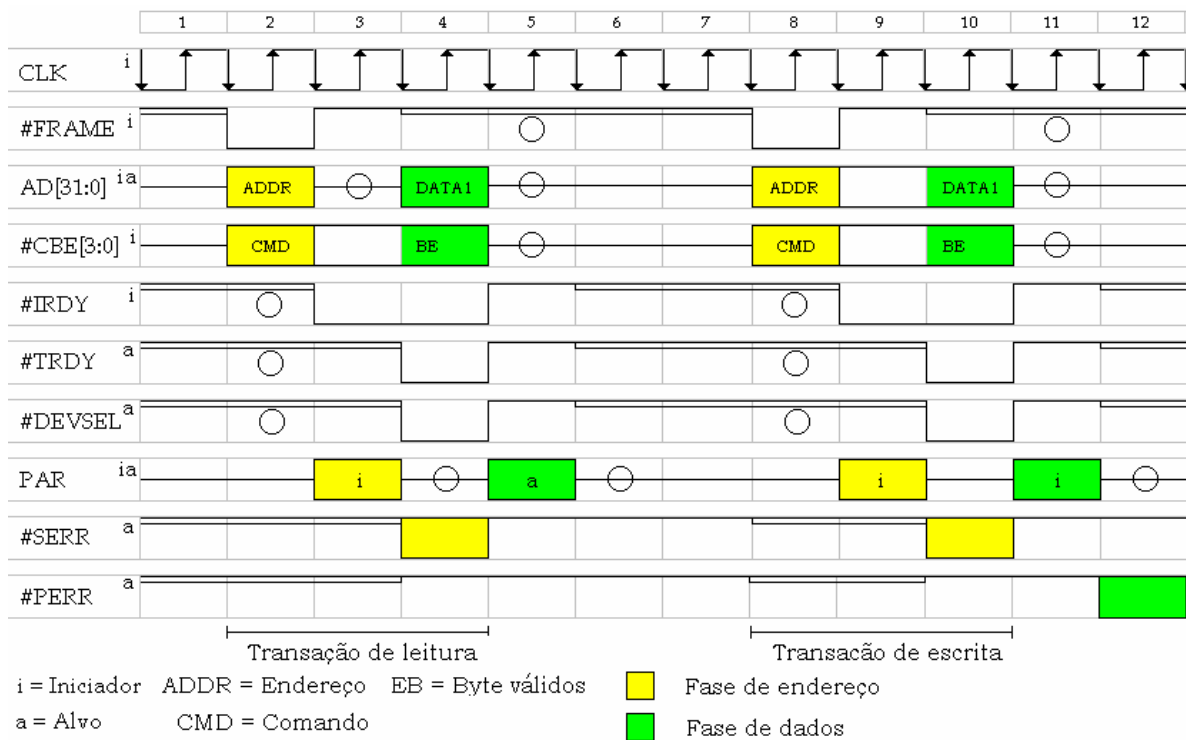 1 2 3 4 5 6 7 8 9 10 11 12
CLK i
#FRAME i
AD[31:0] ia ADDR DATA1 ADDR DATA1
#CBE[3:0] i CMD BE CMD BE
#IRDY i
#TRDY a
#DEVSEL a
PAR ia i a i i
#SERR a
#PERR a
Transação de leitura Transacão de escrita
i = Iniciador ADDR = Endereço EB = Byte válidos Fase de endereço
a = Alvo CMD = Comando Fase de dados